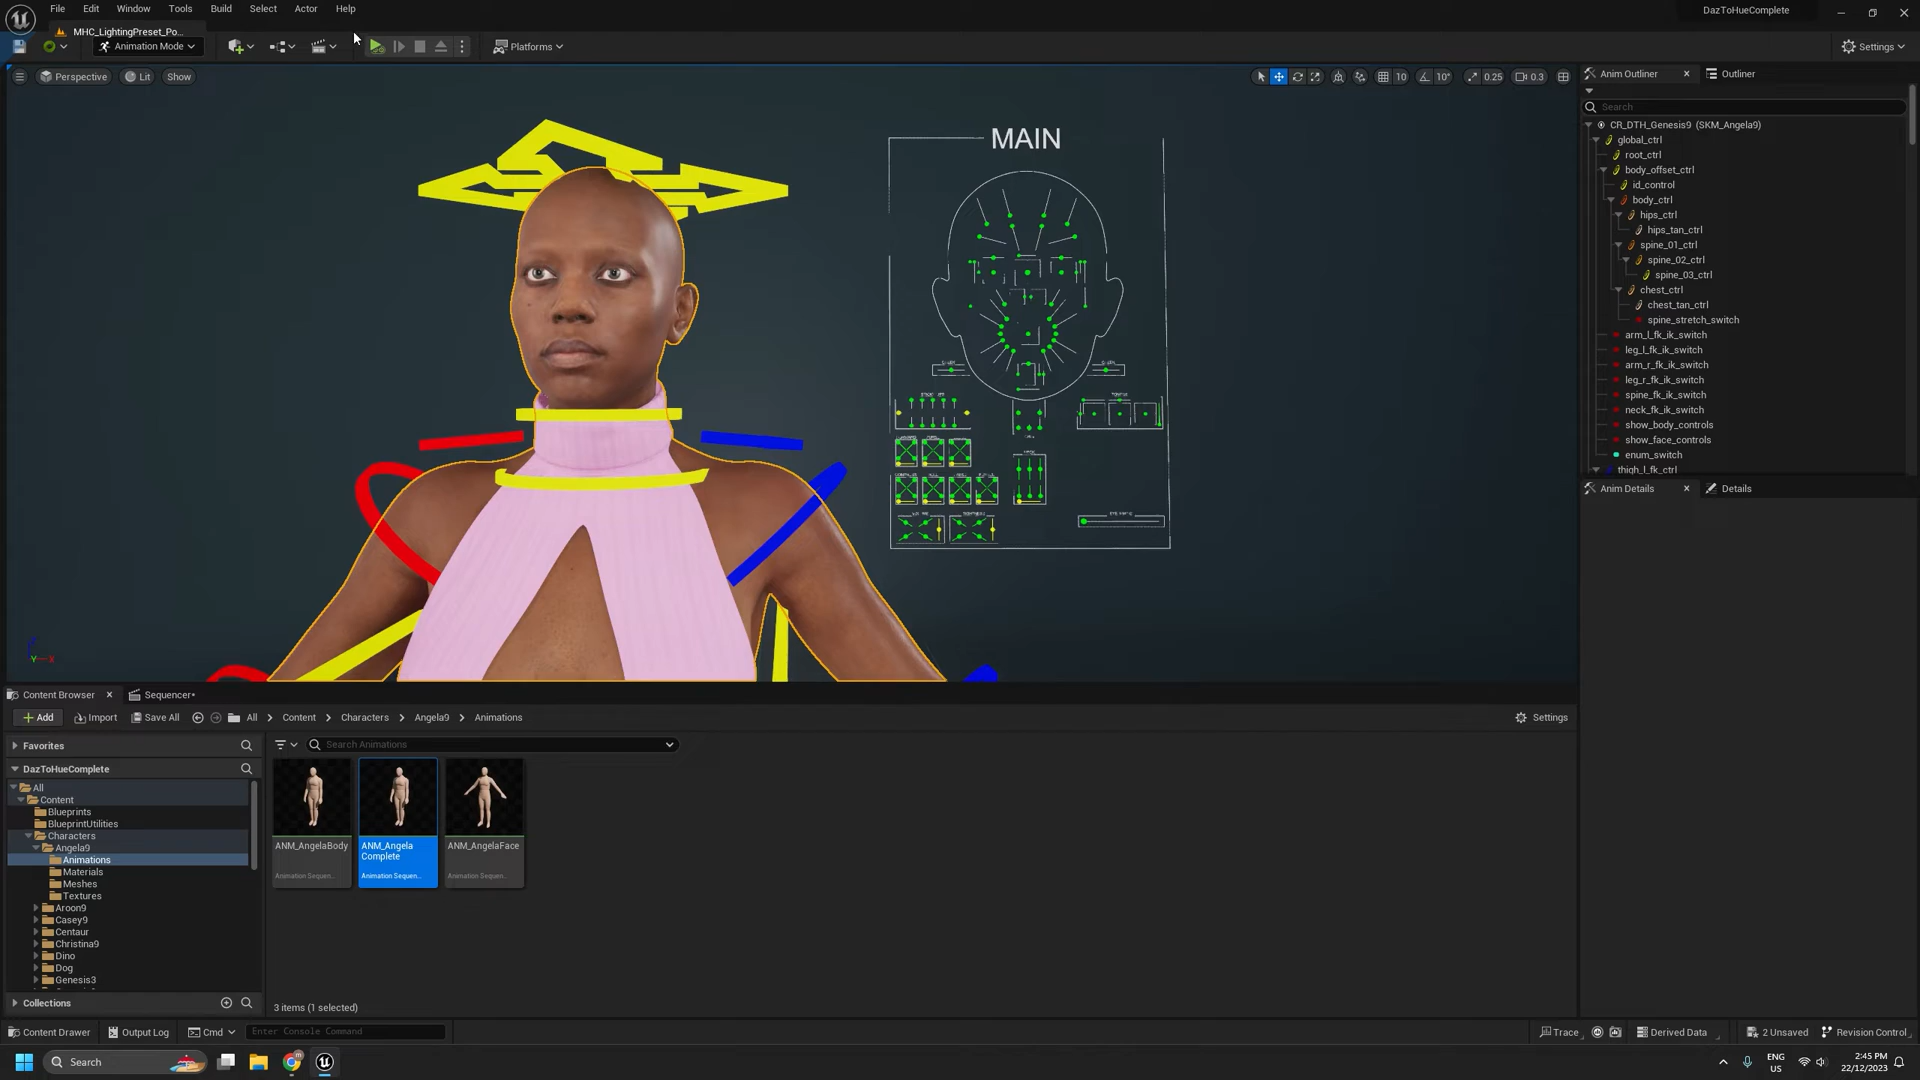 File Edit Window Tools Build Select Actor Help
DazToHueComplete
MHC_LightingPreset_Po...
Animation Mode
Platforms
Settings
Perspective Lit Show
10 10° 0.25 0.3
Anim Outliner Outliner
Search
CR_DTH_Genesis9 (SKM_Angela9)
global_ctrl
root_ctrl
body_offset_ctrl
id_control
body_ctrl
hips_ctrl
hips_tan_ctrl
spine_01_ctrl
spine_02_ctrl
spine_03_ctrl
chest_ctrl
chest_tan_ctrl
spine_stretch_switch
arm_l_fk_ik_switch
leg_l_fk_ik_switch
arm_r_fk_ik_switch
leg_r_fk_ik_switch
spine_fk_ik_switch
neck_fk_ik_switch
show_body_controls
show_face_controls
enum_switch
thigh_l_fk_ctrl
Anim Details Details
MAIN
Y X
Content Browser Sequencer*
Add Import Save All All Content Characters Angela9 Animations
Settings
Favorites
Search Animations
DazToHueComplete
All
Content
Blueprints
BlueprintUtilities
Characters
Angela9
Animations
Materials
Meshes
Textures
Aroon9
Casey9
Centaur
Christina9
Dino
Dog
Genesis3
Collections
ANM_AngelaBody
Animation Sequen...
ANM_Angela
Complete
Animation Sequen...
ANM_AngelaFace
Animation Sequen...
3 items (1 selected)
Content Drawer Output Log Cmd Enter Console Command
Trace Derived Data 2 Unsaved Revision Control
Search
ENG
US
2:45 PM
22/12/2023